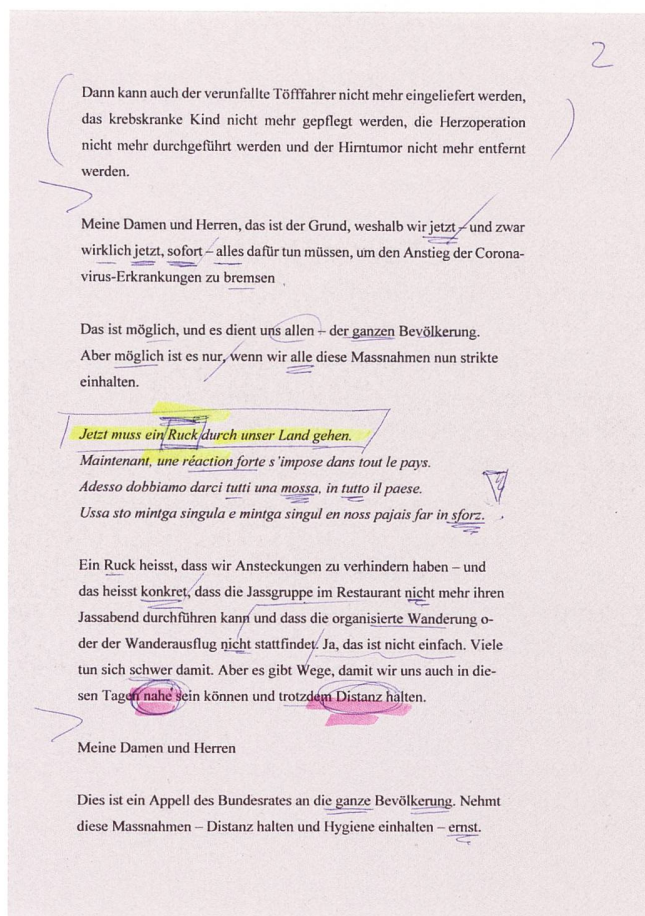 2
Dann kann auch der verunfallte Töfffahrer nicht mehr eingeliefert werden,
das krebskranke Kind nicht mehr gepflegt werden, die Herzoperation
nicht mehr durchgeführt werden und der Hirntumor nicht mehr entfernt
werden.
Meine Damen und Herren, das ist der Grund, weshalb wir jetzt – und zwar
wirklich jetzt, sofort – alles dafür tun müssen, um den Anstieg der Corona-
virus-Erkrankungen zu bremsen .
Das ist möglich, und es dient uns allen – der ganzen Bevölkerung.
Aber möglich ist es nur, wenn wir alle diese Massnahmen nun strikte
einhalten.
Jetzt muss ein Ruck durch unser Land gehen.
Maintenant, une réaction forte s'impose dans tout le pays.
Adesso dobbiamo darci tutti una mossa, in tutto il paese.
Ussa sto mintga singula e mintga singul en noss pajais far in sforz.
Ein Ruck heisst, dass wir Ansteckungen zu verhindern haben – und
das heisst konkret, dass die Jassgruppe im Restaurant nicht mehr ihren
Jassabend durchführen kann und dass die organisierte Wanderung o-
der der Wanderausflug nicht stattfindet. Ja, das ist nicht einfach. Viele
tun sich schwer damit. Aber es gibt Wege, damit wir uns auch in die-
sen Tagen nahe sein können und trotzdem Distanz halten.
Meine Damen und Herren
Dies ist ein Appell des Bundesrates an die ganze Bevölkerung. Nehmt
diese Massnahmen – Distanz halten und Hygiene einhalten – ernst.